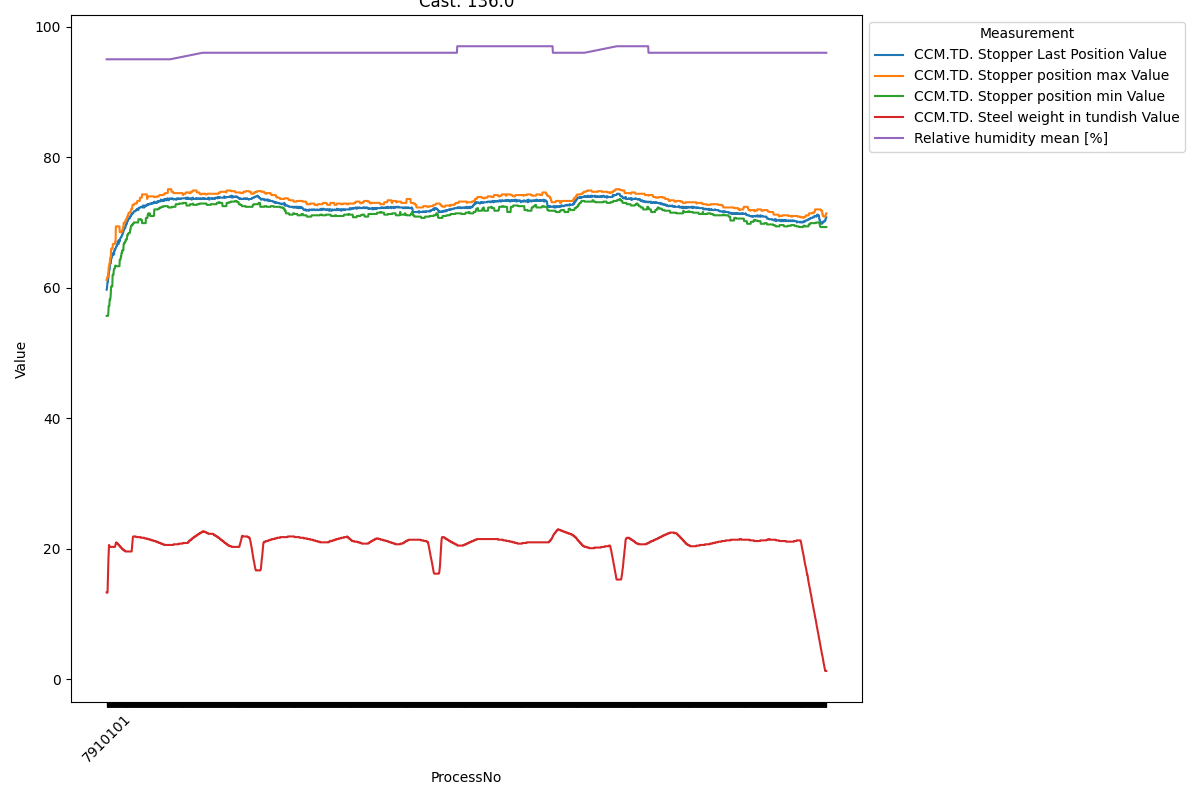 Cast: 136.0
Measurement
CCM.TD. Stopper Last Position Value
CCM.TD. Stopper position max Value
CCM.TD. Stopper position min Value
CCM.TD. Steel weight in tundish Value
Relative humidity mean [%]
100
80
60
40
20
0
Value
7910101
ProcessNo